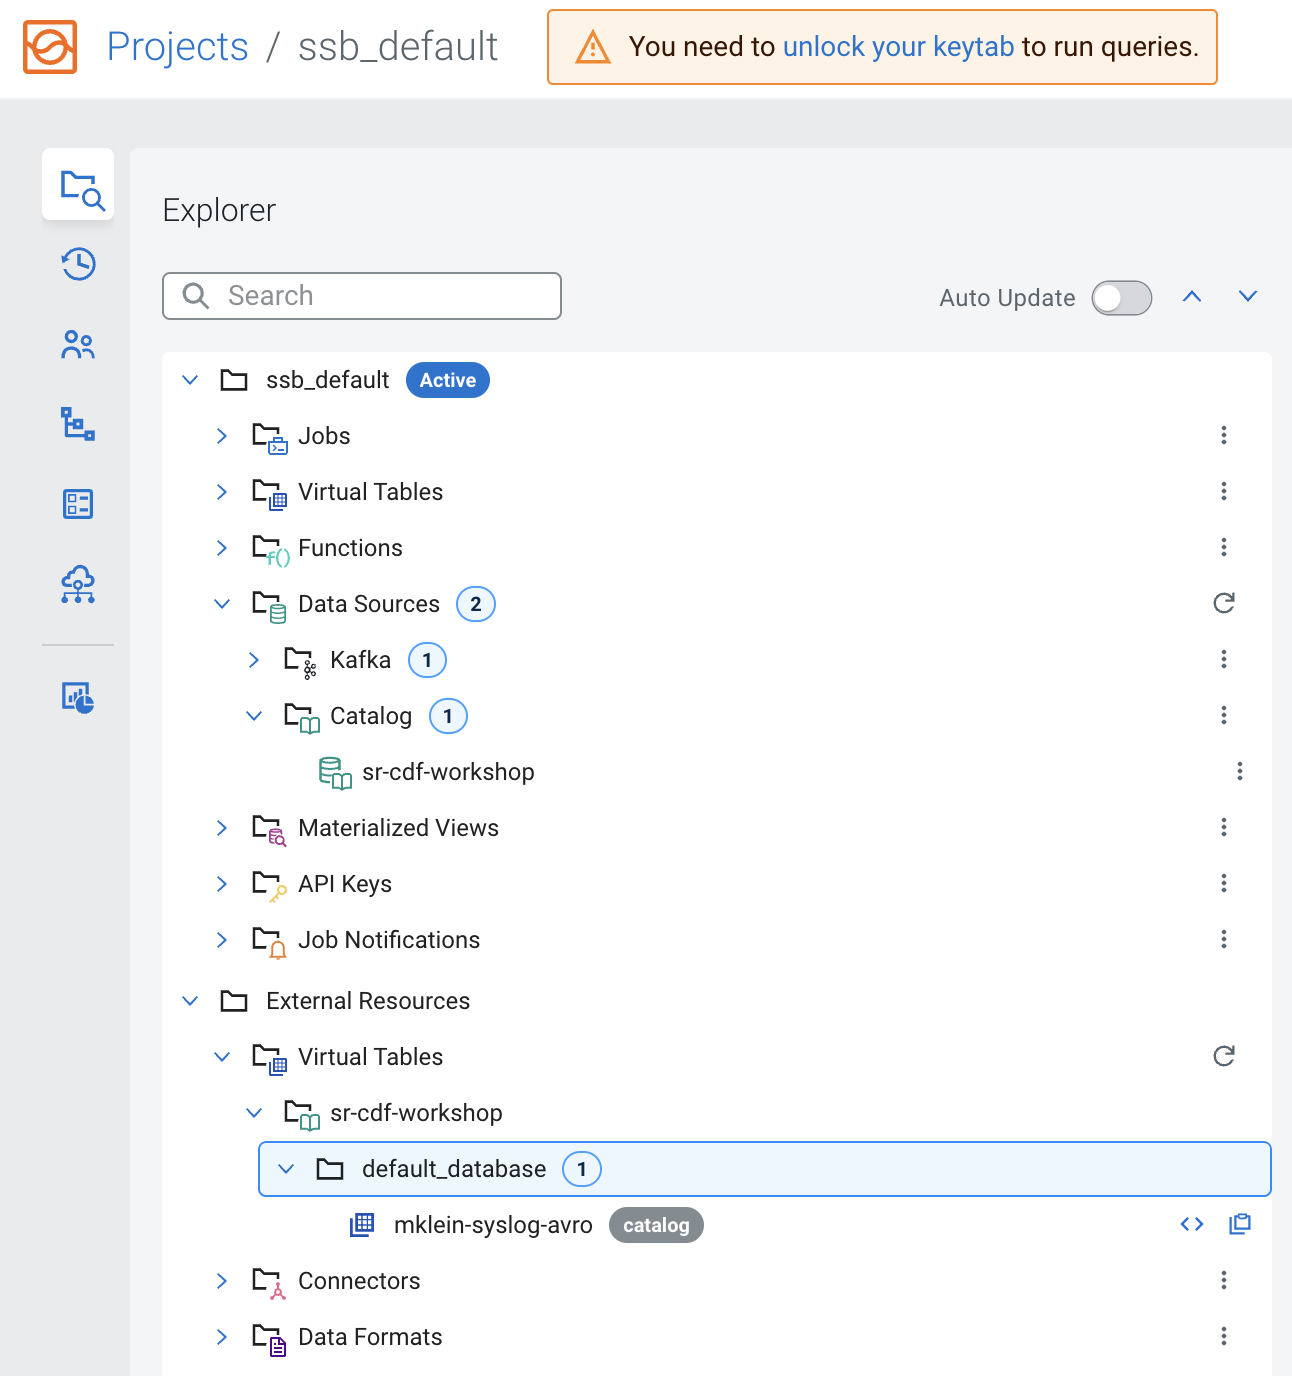 Projects / ssb_default
You need to unlock your keytab to run queries.
Explorer
Search
Auto Update
ssb_default Active
Jobs
Virtual Tables
f() Functions
Data Sources 2
Kafka 1
Catalog 1
sr-cdf-workshop
Materialized Views
API Keys
Job Notifications
External Resources
Virtual Tables
sr-cdf-workshop
default_database 1
mklein-syslog-avro catalog
Connectors
Data Formats